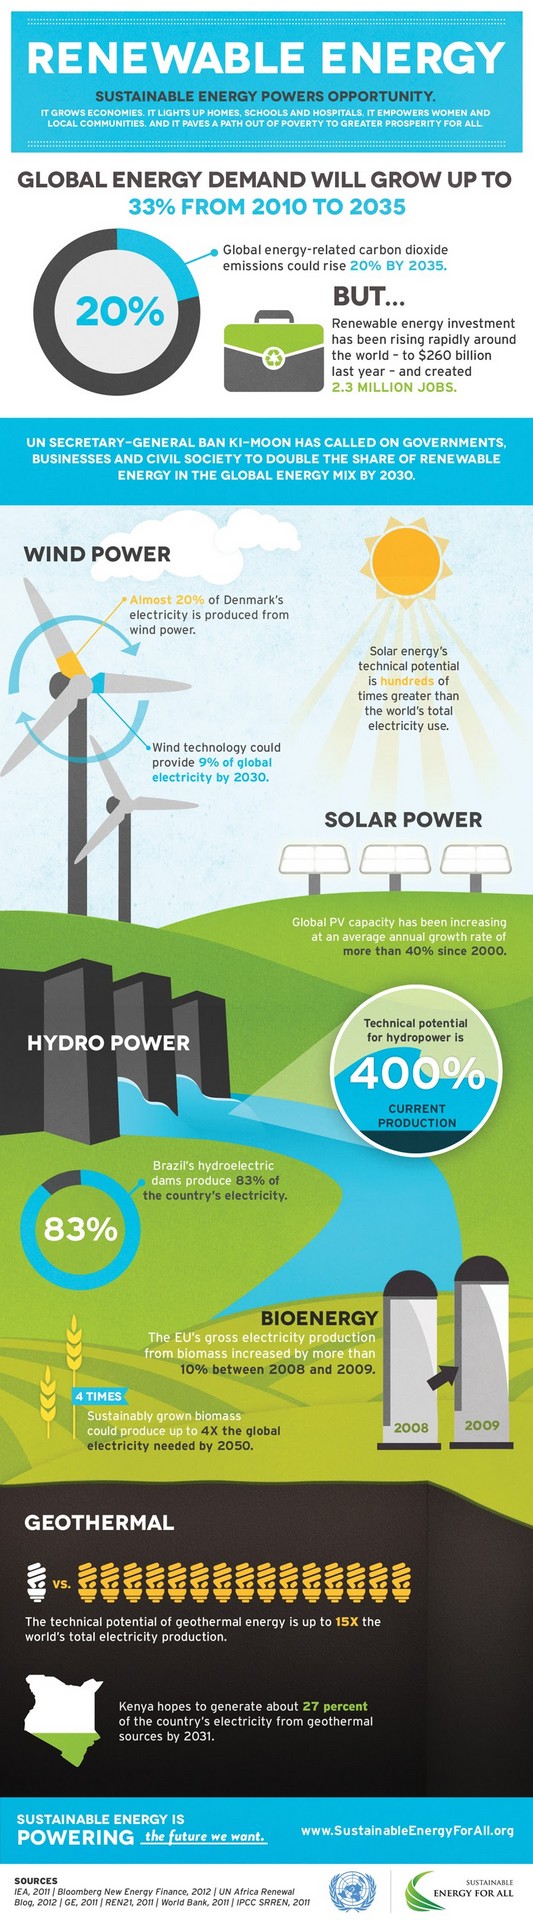 RENEWABLE ENERGY
SUSTAINABLE ENERGY POWERS OPPORTUNITY.
IT GROWS ECONOMIES. IT LIGHTS UP HOMES, SCHOOLS AND HOSPITALS. IT EMPOWERS WOMEN AND
LOCAL COMMUNITIES. AND IT PAVES A PATH OUT OF POVERTY TO GREATER PROSPERITY FOR ALL.
GLOBAL ENERGY DEMAND WILL GROW UP TO
33% FROM 2010 TO 2035
20%
Global energy-related carbon dioxide
emissions could rise 20% BY 2035.
BUT...
Renewable energy investment
has been rising rapidly around
the world – to $260 billion
last year – and created
2.3 MILLION JOBS.
UN SECRETARY-GENERAL BAN KI-MOON HAS CALLED ON GOVERNMENTS,
BUSINESSES AND CIVIL SOCIETY TO DOUBLE THE SHARE OF RENEWABLE
ENERGY IN THE GLOBAL ENERGY MIX BY 2030.
WIND POWER
Almost 20% of Denmark's
electricity is produced from
wind power.
Solar energy's
technical potential
is hundreds of
times greater than
the world's total
electricity use.
Wind technology could
provide 9% of global
electricity by 2030.
SOLAR POWER
Global PV capacity has been increasing
at an average annual growth rate of
more than 40% since 2000.
HYDRO POWER
Technical potential
for hydropower is
400%
CURRENT
PRODUCTION
Brazil's hydroelectric
dams produce 83% of
the country's electricity.
83%
BIOENERGY
The EU's gross electricity production
from biomass increased by more than
10% between 2008 and 2009.
2008
2009
4 TIMES
Sustainably grown biomass
could produce up to 4X the global
electricity needed by 2050.
GEOTHERMAL
VS.
The technical potential of geothermal energy is up to 15X the
world's total electricity production.
Kenya hopes to generate about 27 percent
of the country's electricity from geothermal
sources by 2031.
SUSTAINABLE ENERGY IS
POWERING the future we want.
www.SustainableEnergyForAll.org
SOURCES
IEA, 2011 | Bloomberg New Energy Finance, 2012 | UN Africa Renewal
Blog, 2012 | GE, 2011 | REN21, 2011 | World Bank, 2011 | IPCC SRREN, 2011
SUSTAINABLE
ENERGY FOR ALL